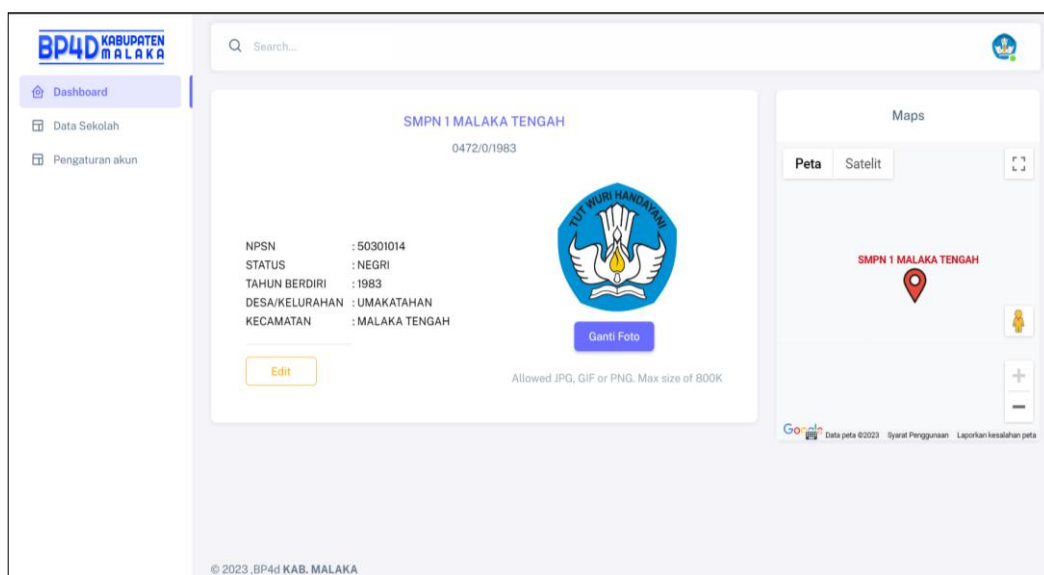 BP4D KABUPATEN
MALAKA
Search...
Dashboard
Data Sekolah
Pengaturan akun
SMPN 1 MALAKA TENGAH
0472/0/1983
TUT WURI HANDAYANI
NPSN : 50301014
STATUS : NEGRI
TAHUN BERDIRI : 1983
DESA/KELURAHAN : UMAKATAHAN
KECAMATAN : MALAKA TENGAH
Edit
Ganti Foto
Allowed JPG, GIF or PNG. Max size of 800K
Maps
Peta Satelit
SMPN 1 MALAKA TENGAH
Google Data peta ©2023 Syarat Penggunaan Laporkan kesalahan peta
© 2023 ,BP4d KAB. MALAKA